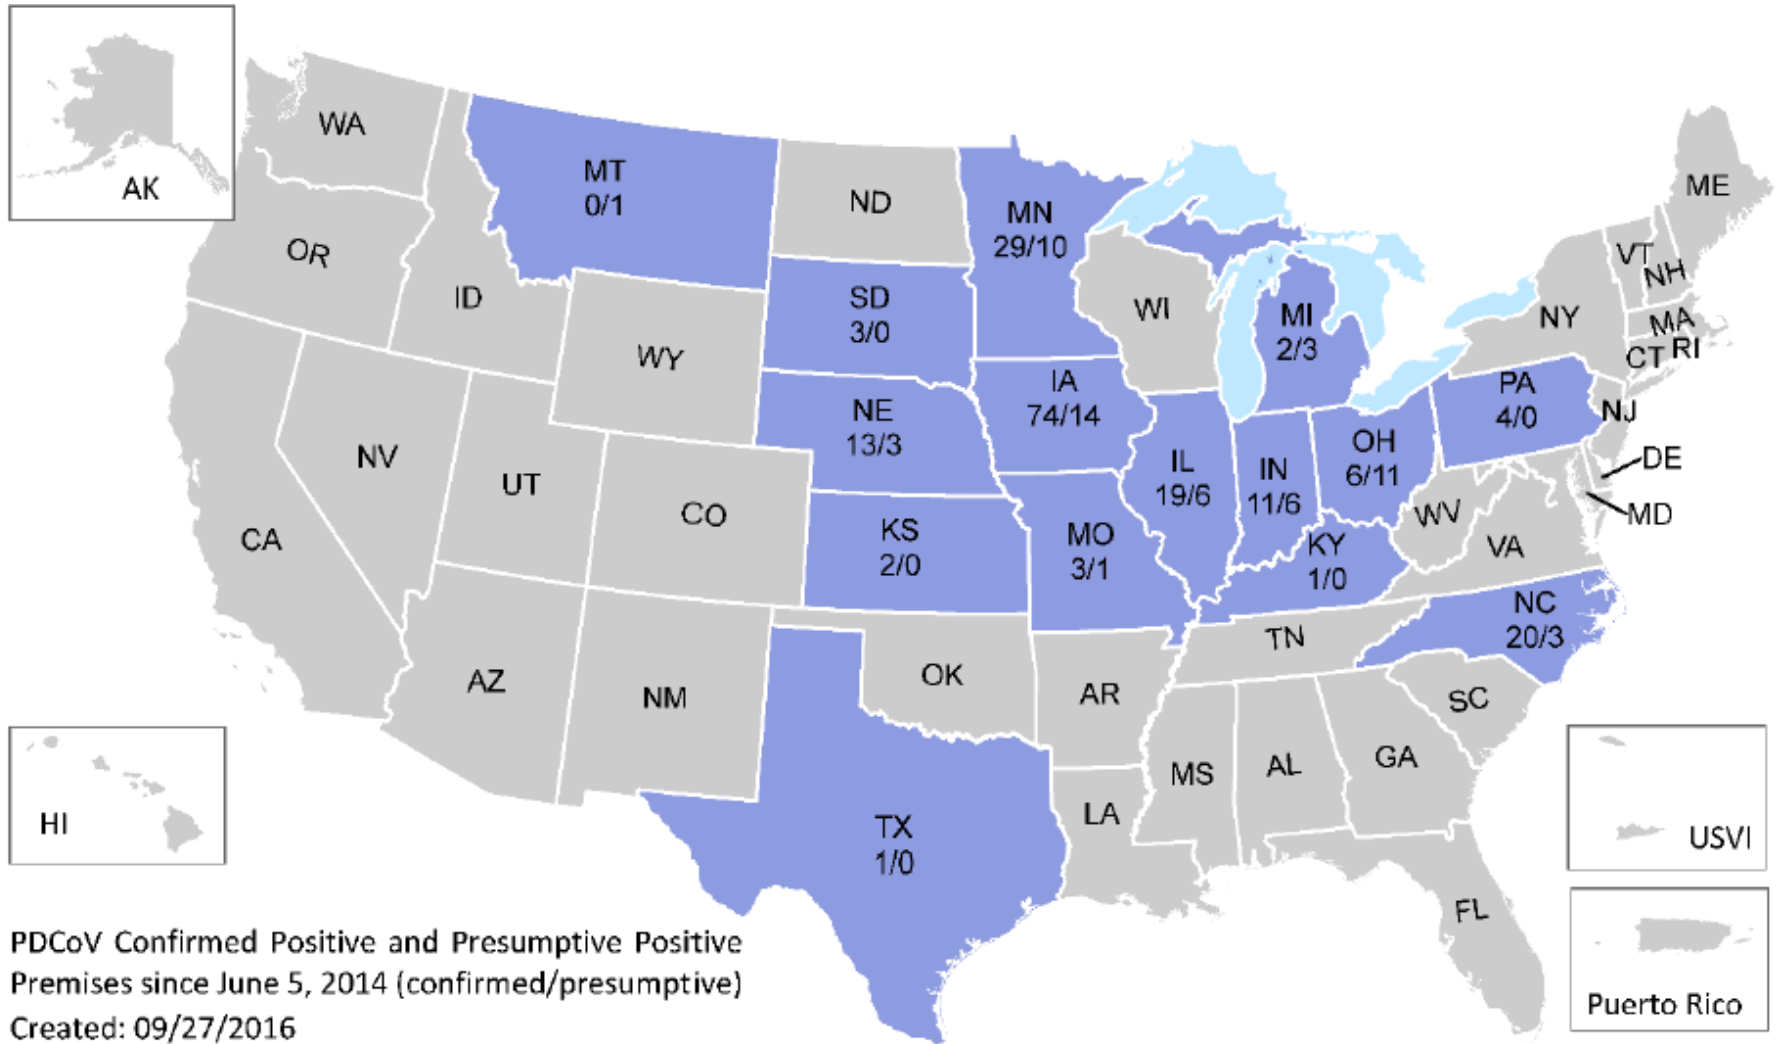 AK
WA
MT
0/1
ND
MN
29/10
ME
OR
ID
SD
3/0
WI
MI
2/3
VT
NH
NY
MA
CT
RI
WY
NE
13/3
IA
74/14
PA
4/0
NJ
NV
UT
CO
IL
19/6
IN
11/6
OH
6/11
DE
MD
WV
VA
CA
KS
2/0
MO
3/1
KY
1/0
NC
20/3
TN
AZ
NM
OK
AR
SC
MS
AL
GA
LA
HI
TX
1/0
USVI
FL
Puerto Rico
PDCoV Confirmed Positive and Presumptive Positive
Premises since June 5, 2014 (confirmed/presumptive)
Created: 09/27/2016